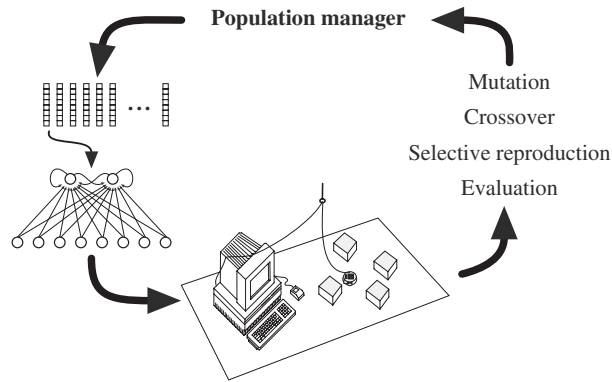 Population manager
Mutation
Crossover
Selective reproduction
Evaluation